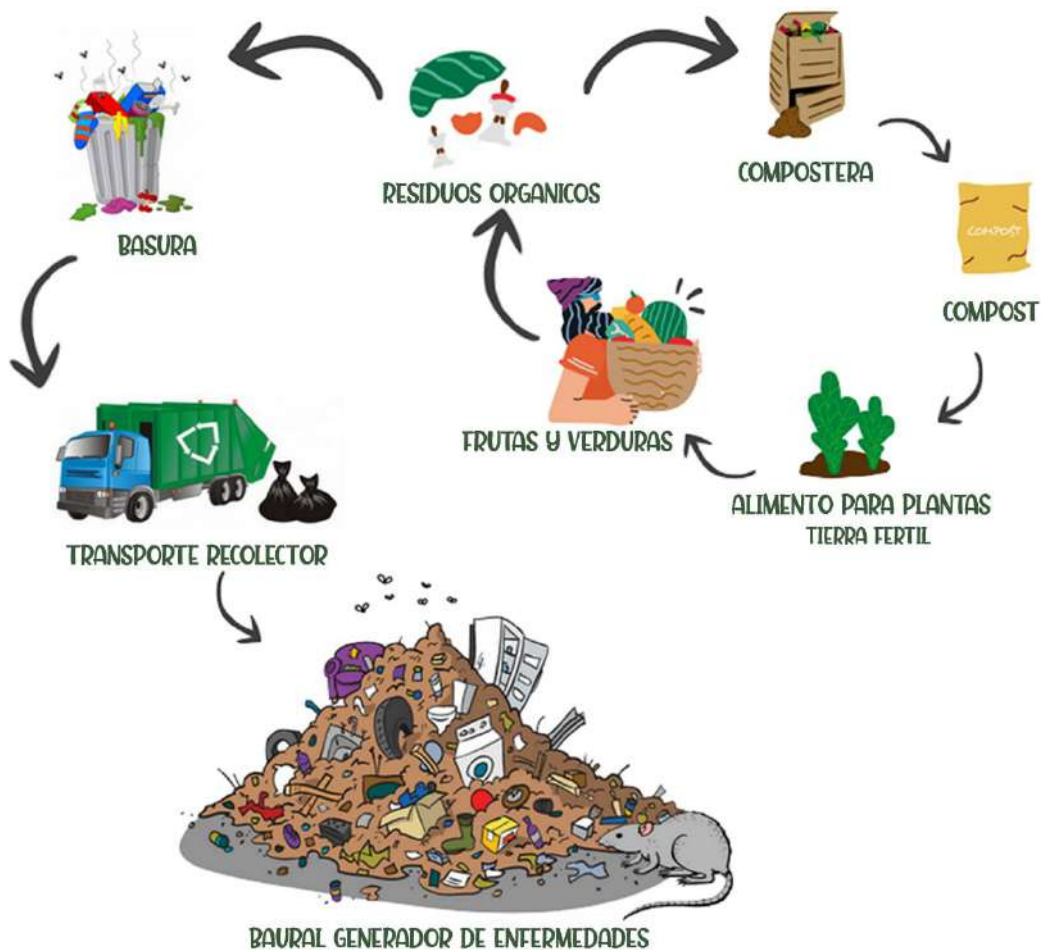 RESIDUOS ORGANICOS
COMPOSTERA
BASURA
COMPOST
COMPOST
FRUTAS Y VERDURAS
ALIMENTO PARA PLANTAS
TIERRA FERTIL
TRANSPORTE RECOLECTOR
BAURAL GENERADOR DE ENFERMEDADES